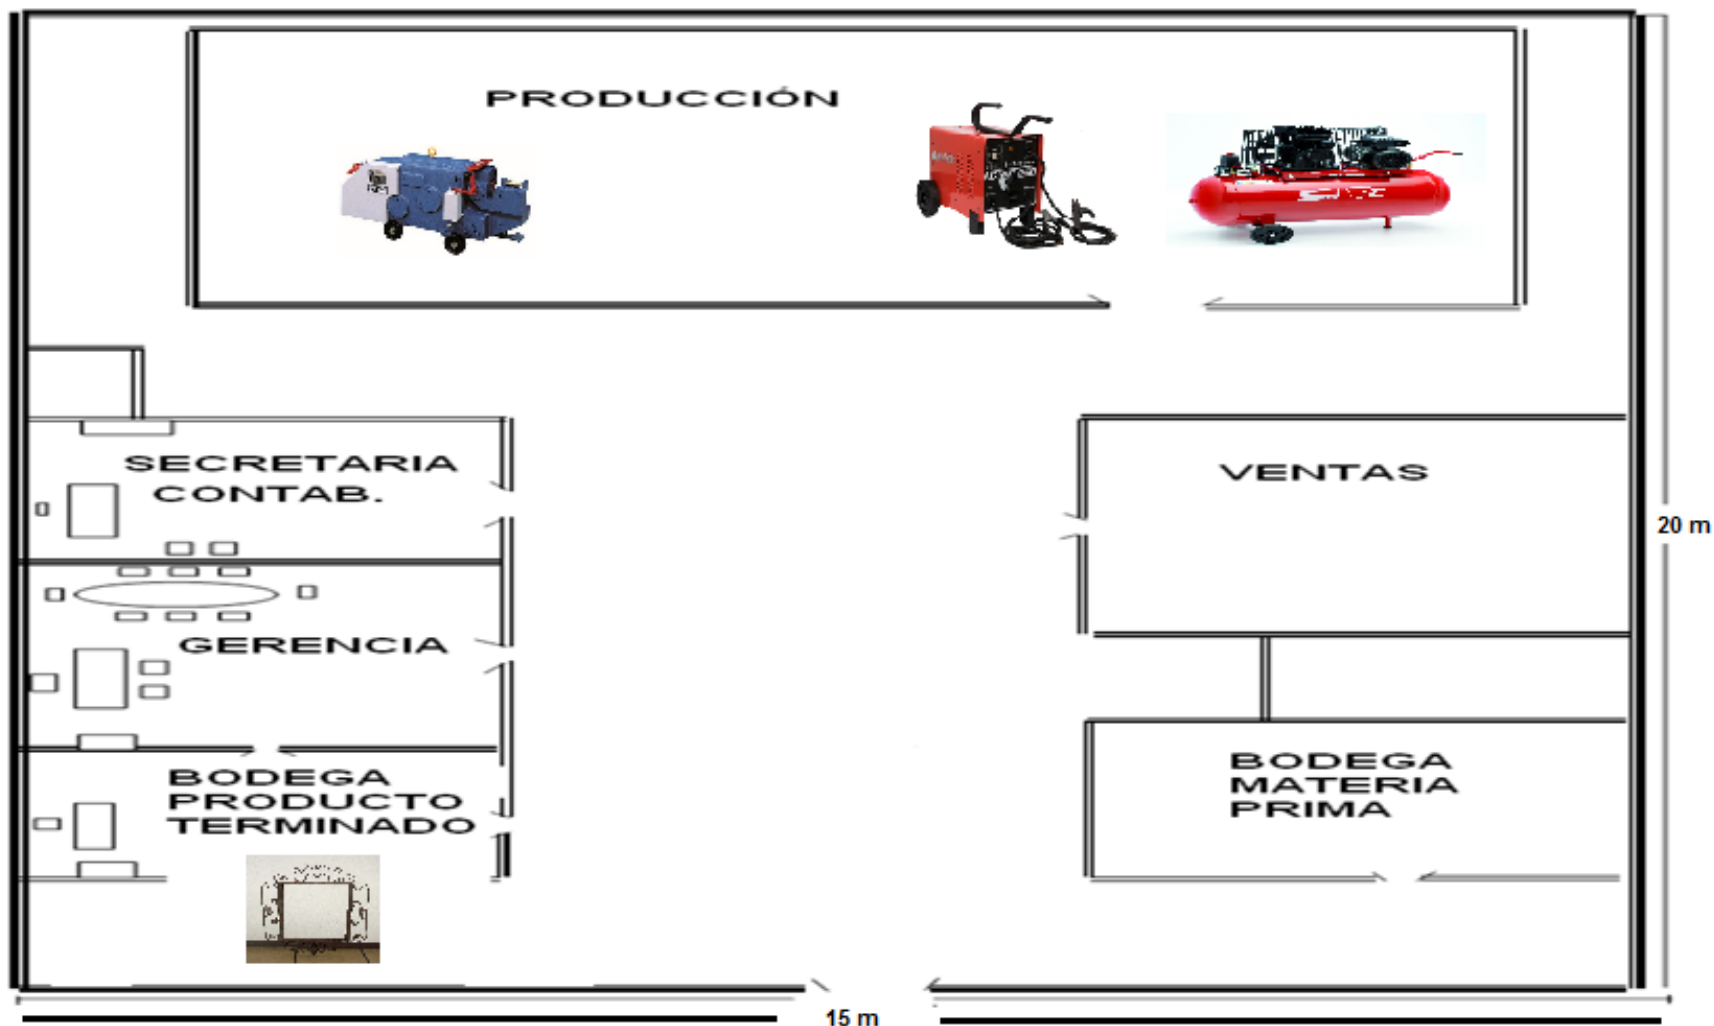 PRODUCCIÓN
SECRETARIA
CONTAB.
VENTAS
20 m
GERENCIA
BODEGA
PRODUCTO
TERMINADO
BODEGA
MATERIA
PRIMA
15 m